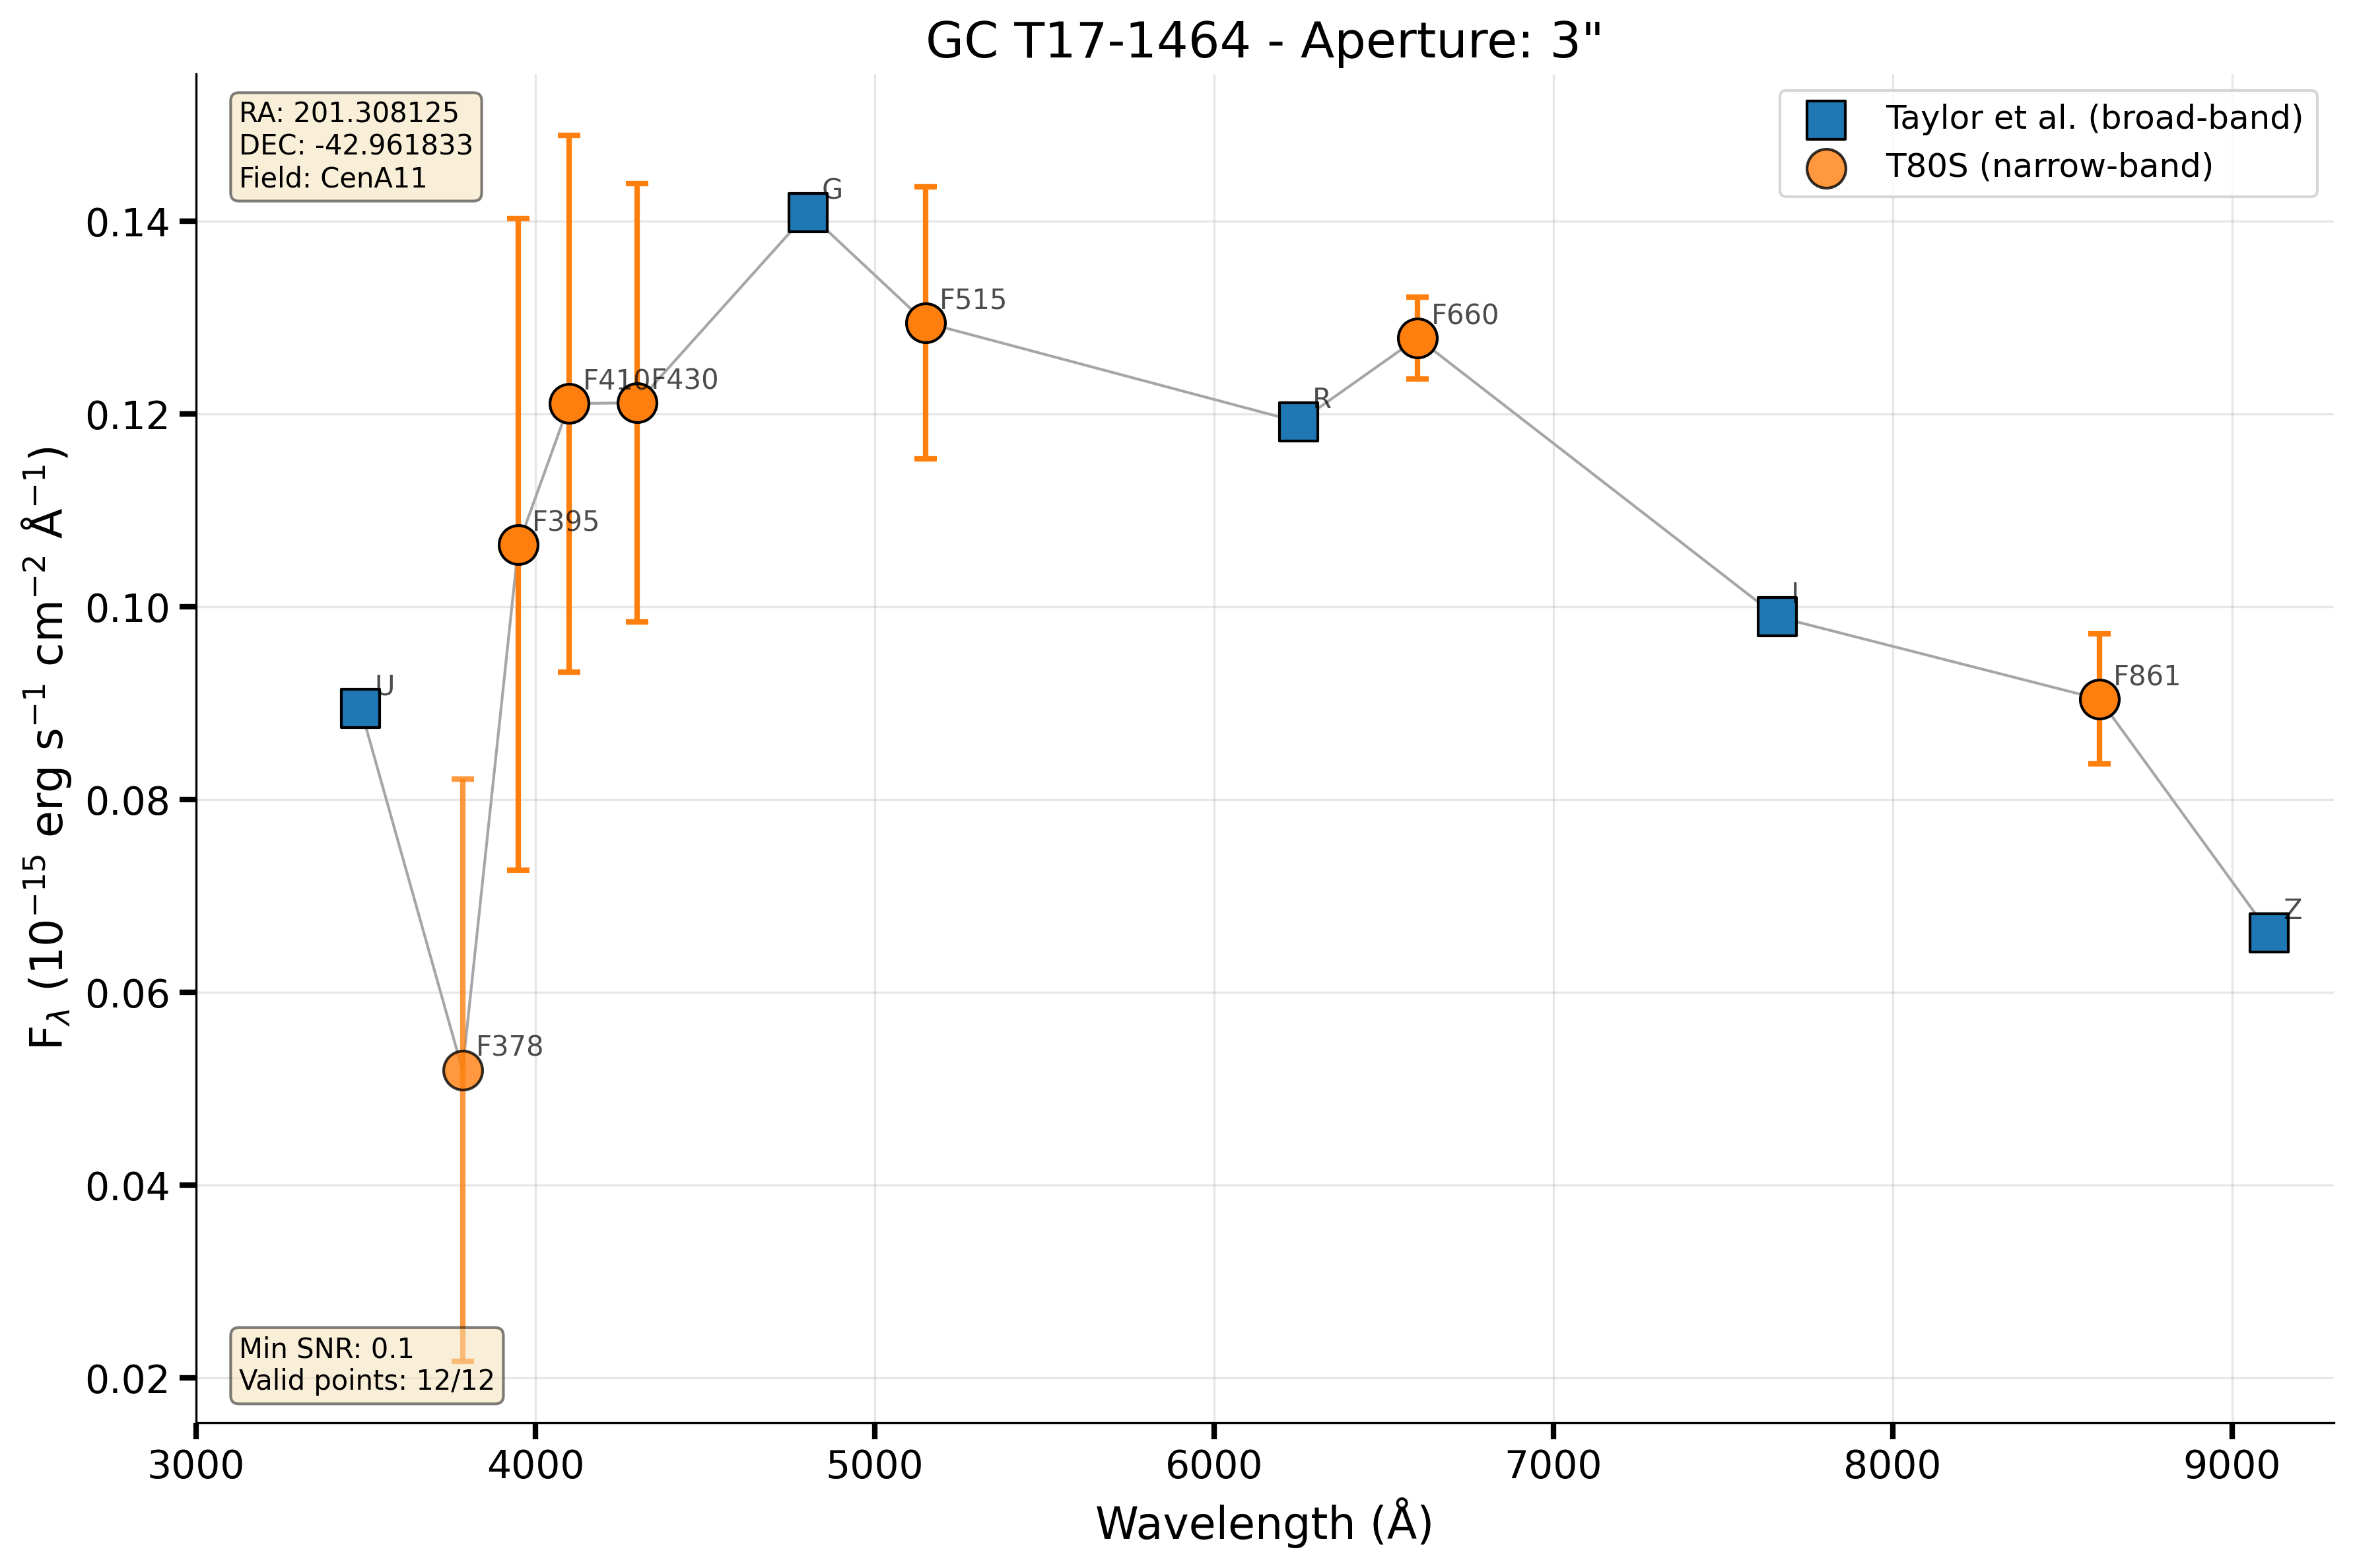 GC T17-1464 - Aperture: 3"
RA: 201.308125
DEC: -42.961833
Field: CenA11
Taylor et al. (broad-band)
T80S (narrow-band)
0.14
0.12
0.10
0.08
0.06
0.04
0.02
F_λ (10⁻¹⁵ erg s⁻¹ cm⁻² Å⁻¹)
U
F378
F395
F410
F430
G
F515
R
F660
I
F861
Z
Min SNR: 0.1
Valid points: 12/12
3000 4000 5000 6000 7000 8000 9000
Wavelength (Å)